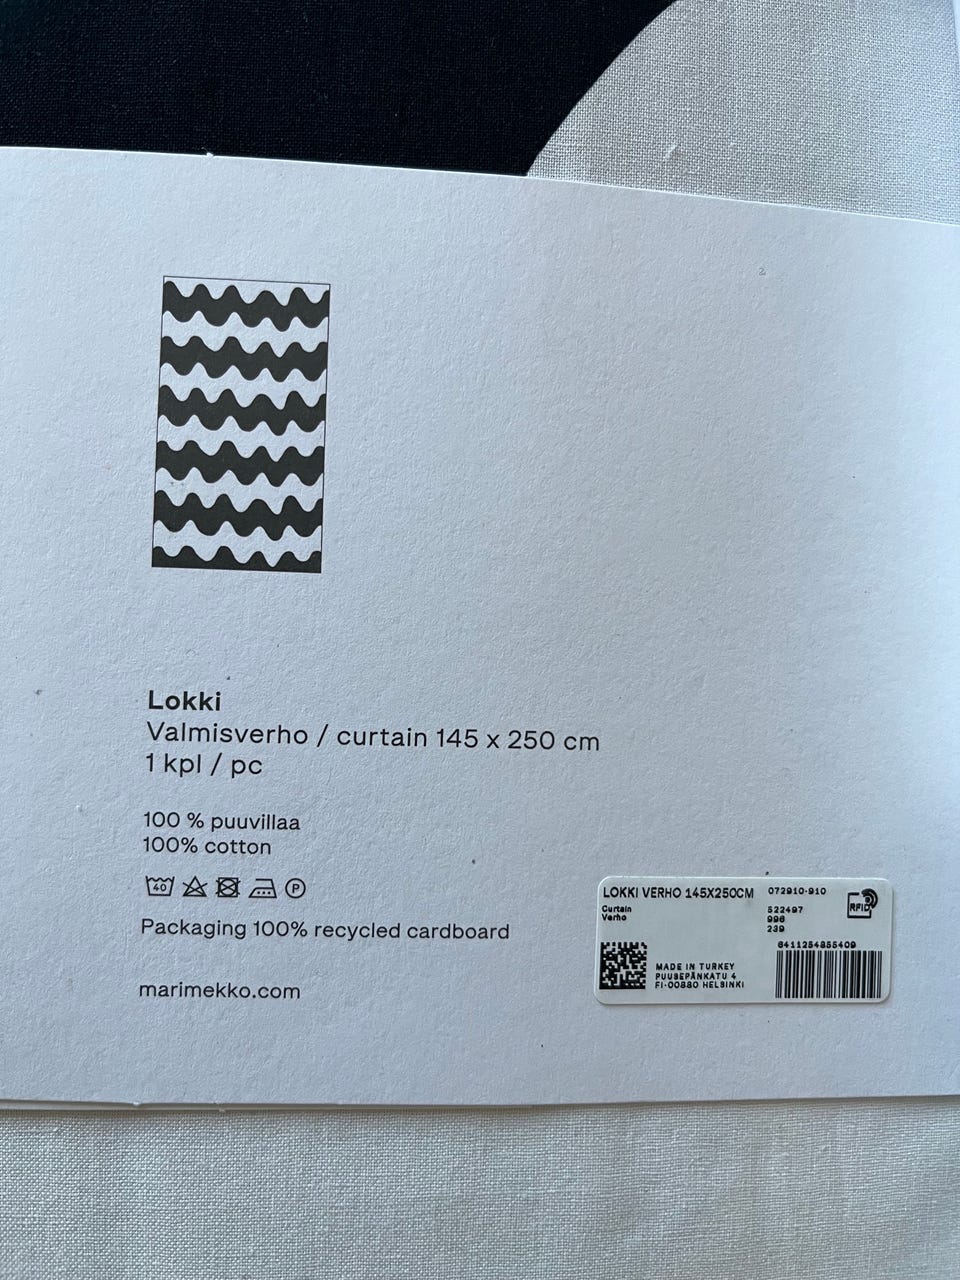 Lokki
Valmisverho / curtain 145 x 250 cm
1 kpl / pc
100 % puuvillaa
100% cotton
40
P
Packaging 100% recycled cardboard
marimekko.com
LOKKI VERHO 145X250CM
072910-910
Curtain
Verho
522497
996
239
RFID
6411254855409
MADE IN TURKEY
PUUSEPÄNKATU 4
FI-00880 HELSINKI